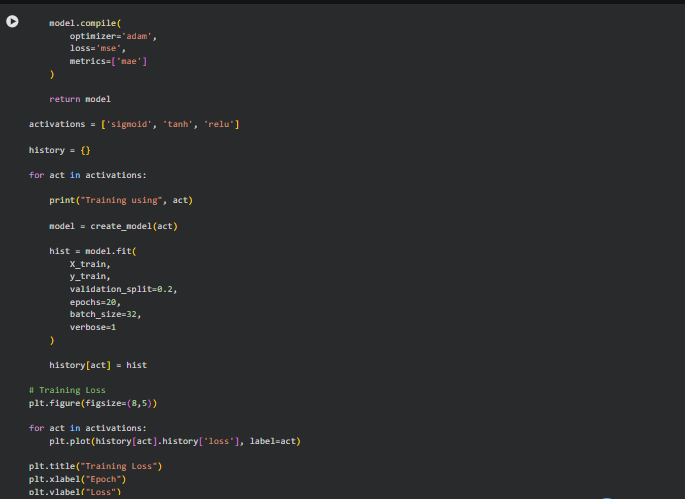 model.compile(
        optimizer='adam',
        loss='mse',
        metrics=['mae']
    )

    return model

activations = ['sigmoid', 'tanh', 'relu']

history = {}

for act in activations:

    print("Training using", act)

    model = create_model(act)

    hist = model.fit(
        X_train,
        y_train,
        validation_split=0.2,
        epochs=20,
        batch_size=32,
        verbose=1
    )

    history[act] = hist

# Training Loss
plt.figure(figsize=(8,5))

for act in activations:
    plt.plot(history[act].history['loss'], label=act)

plt.title("Training Loss")
plt.xlabel("Epoch")
plt.ylabel("Loss")